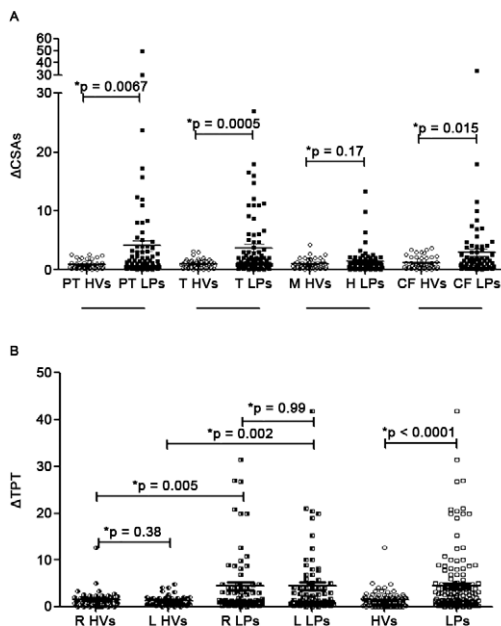 A
60
50
40
30
30
20
10
0
ΔCSAs
*p = 0.0067
*p = 0.0005
*p = 0.17
*p = 0.015
PT HVs PT LPs T HVs T LPs M HVs H LPs CF HVs CF LPs
B
50
40
30
20
10
0
ΔTPT
*p = 0.99
*p = 0.002
*p < 0.0001
*p = 0.005
*p = 0.38
R HVs L HVs R LPs L LPs HVs LPs